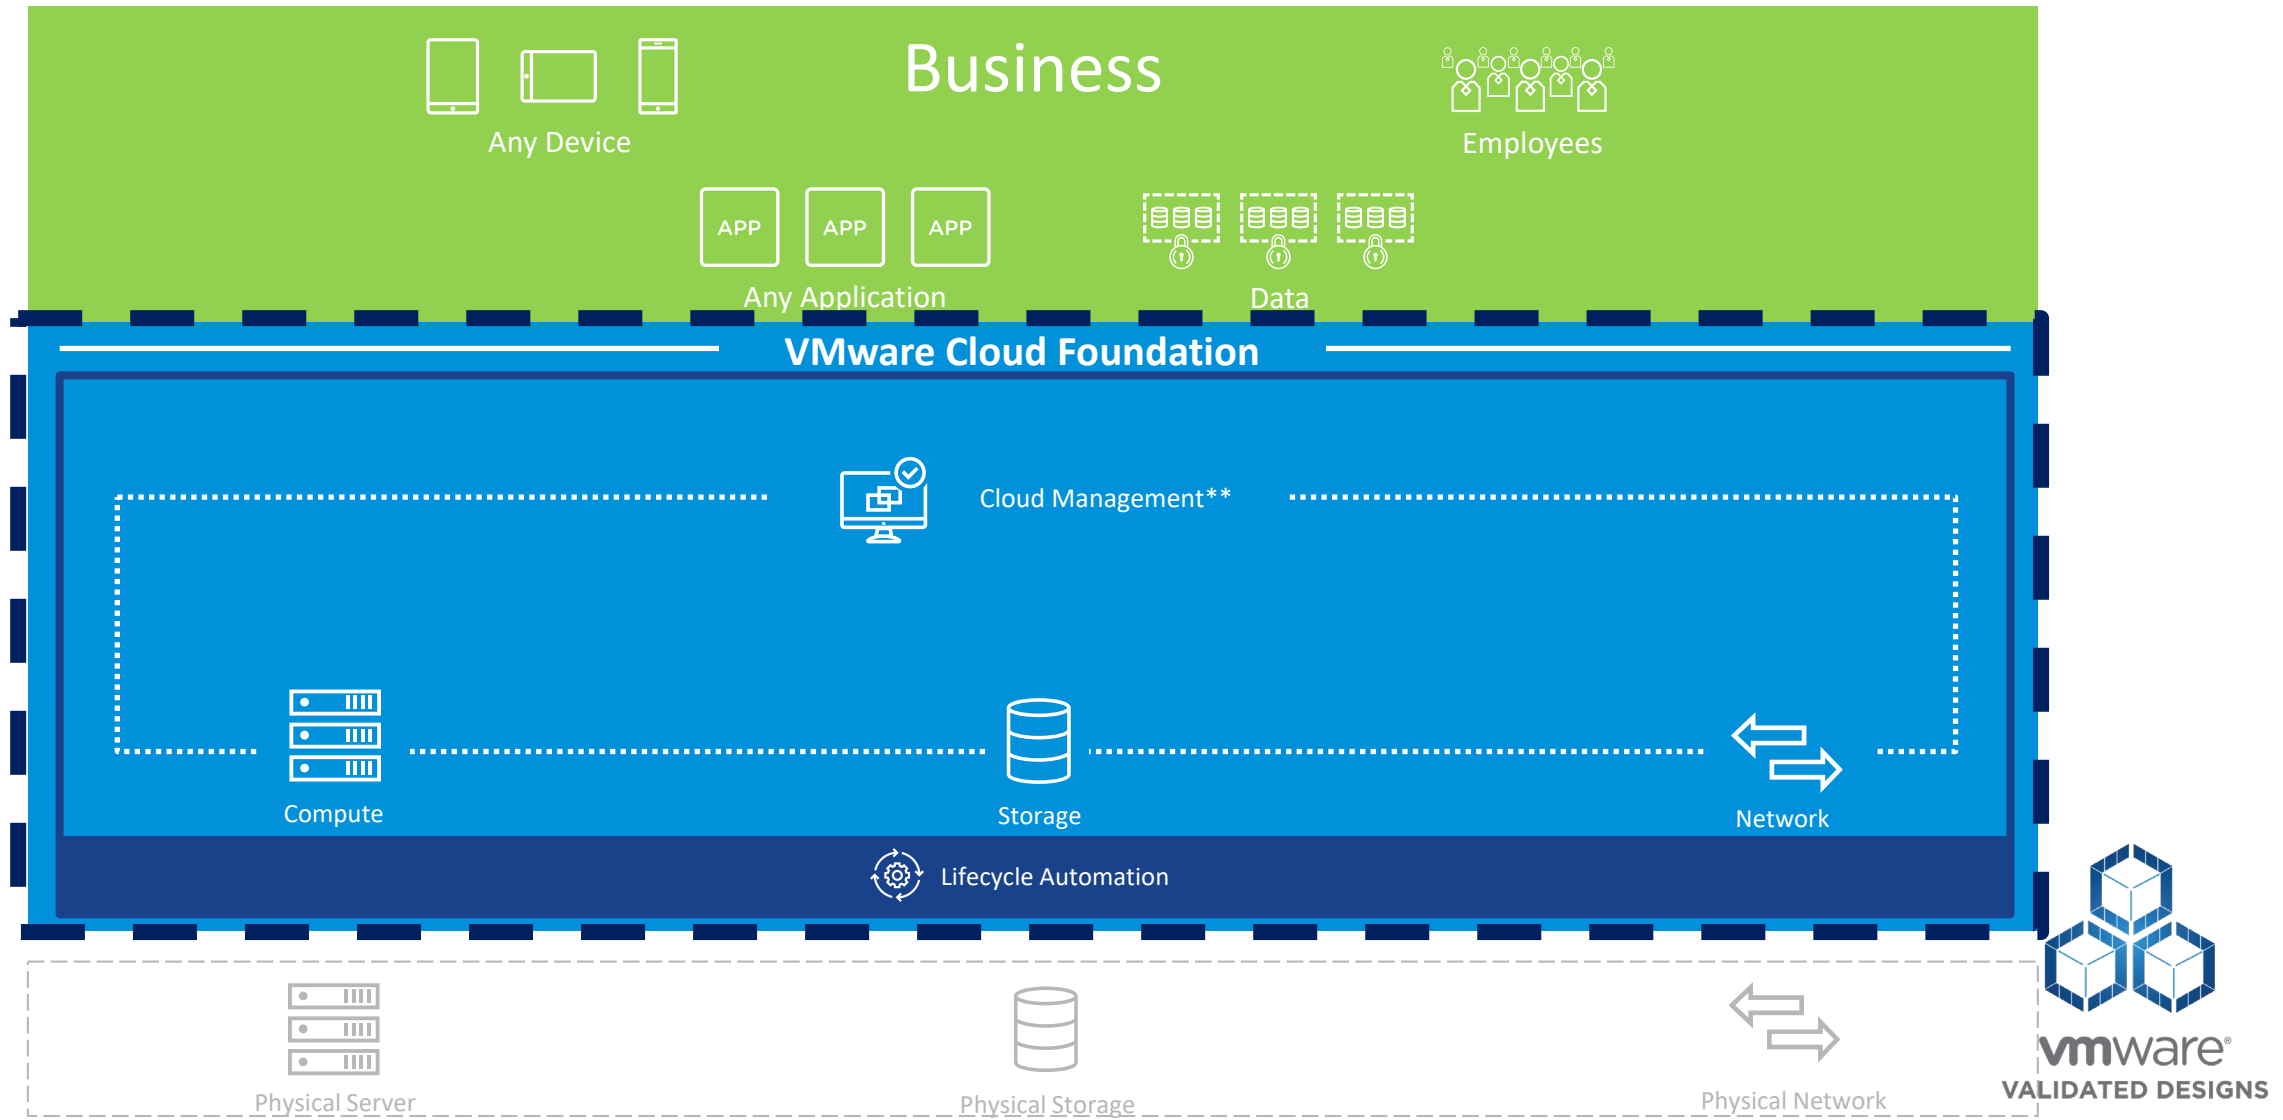 Business
Any Device
Employees
APP APP APP
Any Application
Data
VMware Cloud Foundation
Cloud Management**
Compute
Storage
Network
Lifecycle Automation
Physical Server
Physical Storage
Physical Network
vmware®
VALIDATED DESIGNS